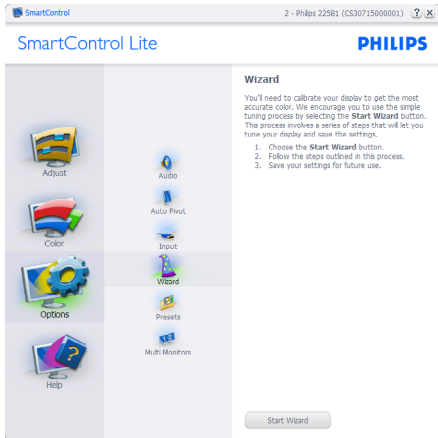 SmartControl
2 - Philips 225B1 (CS30715000001)
?
X
SmartControl Lite
PHILIPS
Adjust
Color
Options
Help
Audio
Auto Pivot
Input
Wizard
Presets
Multi Monitors
Wizard
You'll need to calibrate your display to get the most
accurate color. We encourage you to use the simple
tuning process by selecting the Start Wizard button.
This process involves a series of steps that will let you
tune your display and save the settings.
1. Choose the Start Wizard button.
2. Follow the steps outlined in this process.
3. Save your settings for future use.
Start Wizard